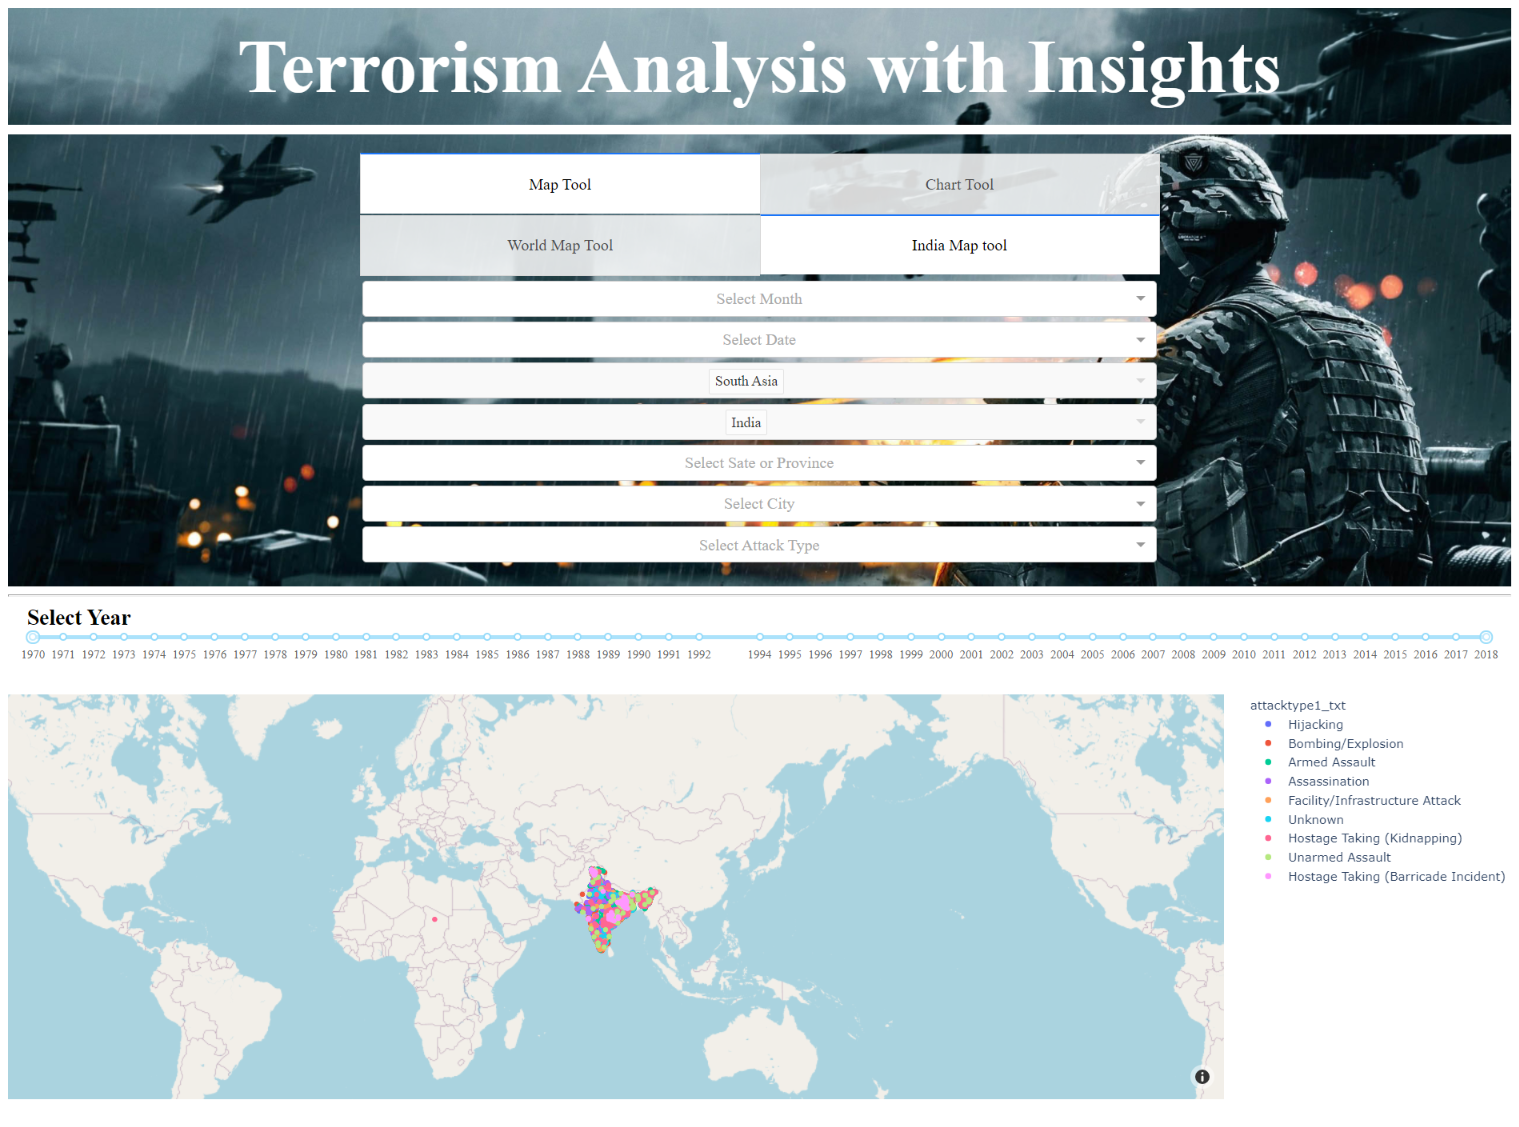 Terrorism Analysis with Insights
Map Tool
Chart Tool
World Map Tool
India Map tool
Select Month
Select Date
South Asia
India
Select Sate or Province
Select City
Select Attack Type
Select Year
1970 1971 1972 1973 1974 1975 1976 1977 1978 1979 1980 1981 1982 1983 1984 1985 1986 1987 1988 1989 1990 1991 1992 1994 1995 1996 1997 1998 1999 2000 2001 2002 2003 2004 2005 2006 2007 2008 2009 2010 2011 2012 2013 2014 2015 2016 2017 2018
attacktype1_txt
Hijacking
Bombing/Explosion
Armed Assault
Assassination
Facility/Infrastructure Attack
Unknown
Hostage Taking (Kidnapping)
Unarmed Assault
Hostage Taking (Barricade Incident)